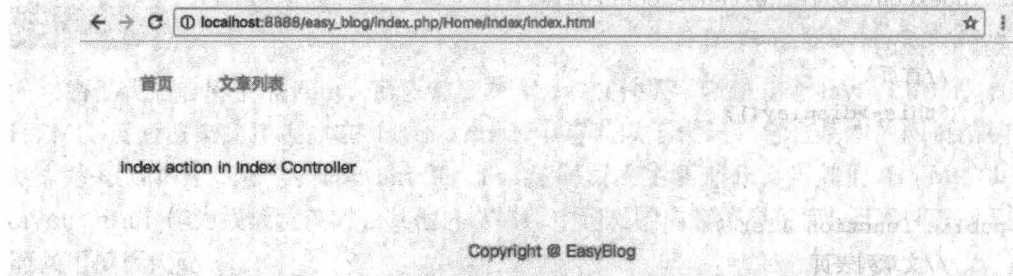 localhost:8888/easy_blog/index.php/Home/Index/index.html
首页 文章列表
Index action in Index Controller
Copyright @ EasyBlog